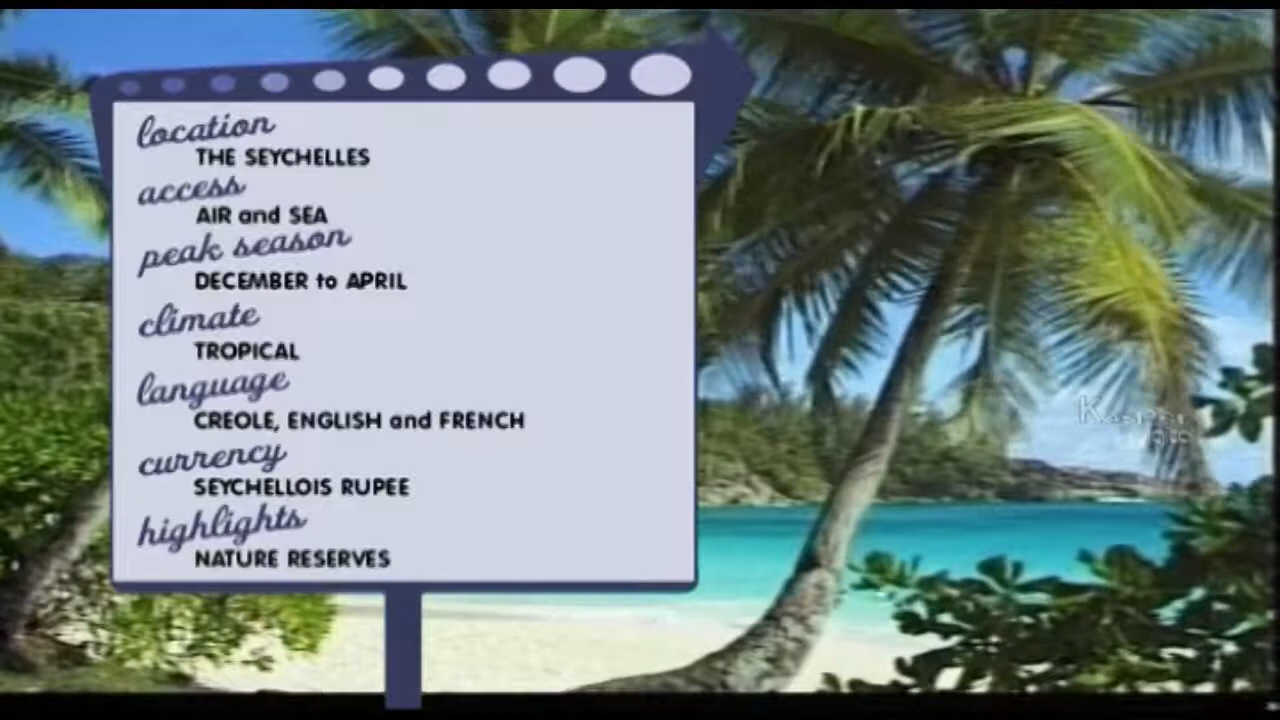 location
THE SEYCHELLES
access
AIR and SEA
peak season
DECEMBER to APRIL
climate
TROPICAL
language
CREOLE, ENGLISH and FRENCH
currency
SEYCHELLOIS RUPEE
highlights
NATURE RESERVES